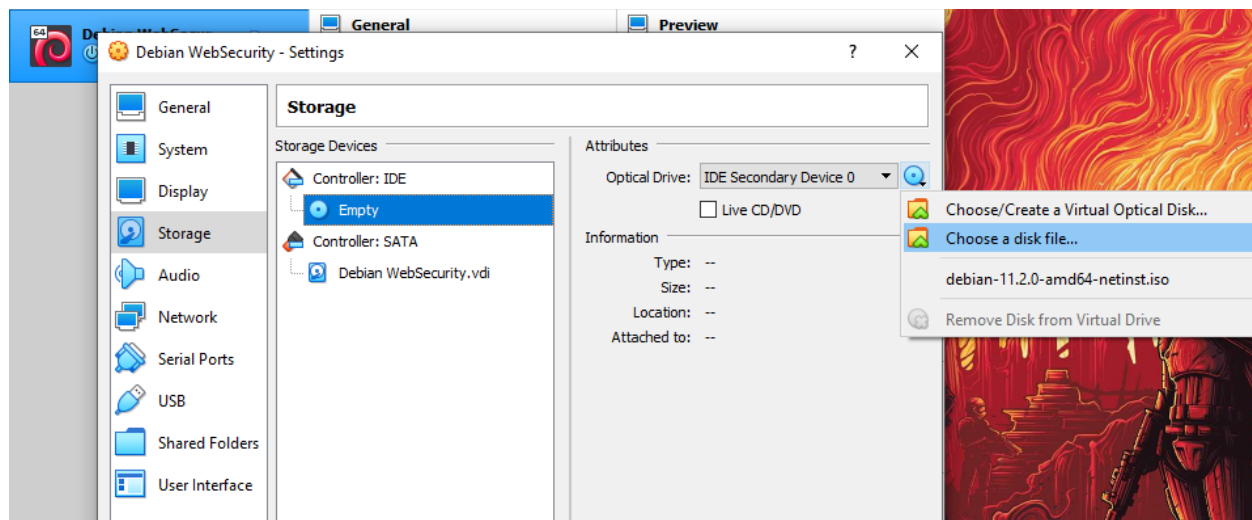 64
General
Preview
Debian WebSecurity - Settings
?
General
System
Display
Storage
Audio
Network
Serial Ports
USB
Shared Folders
User Interface
Storage
Storage Devices
Controller: IDE
Empty
Controller: SATA
Debian WebSecurity.vdi
Attributes
Optical Drive: IDE Secondary Device 0
Live CD/DVD
Information
Type: --
Size: --
Location: --
Attached to: --
Choose/Create a Virtual Optical Disk...
Choose a disk file...
debian-11.2.0-amd64-netinst.iso
Remove Disk from Virtual Drive